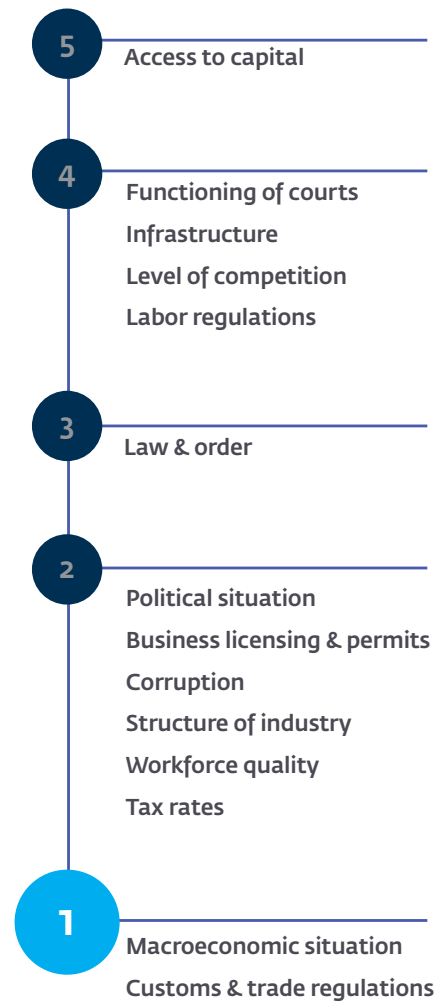 5
Access to capital
4
Functioning of courts
Infrastructure
Level of competition
Labor regulations
3
Law & order
2
Political situation
Business licensing & permits
Corruption
Structure of industry
Workforce quality
Tax rates
1
Macroeconomic situation
Customs & trade regulations